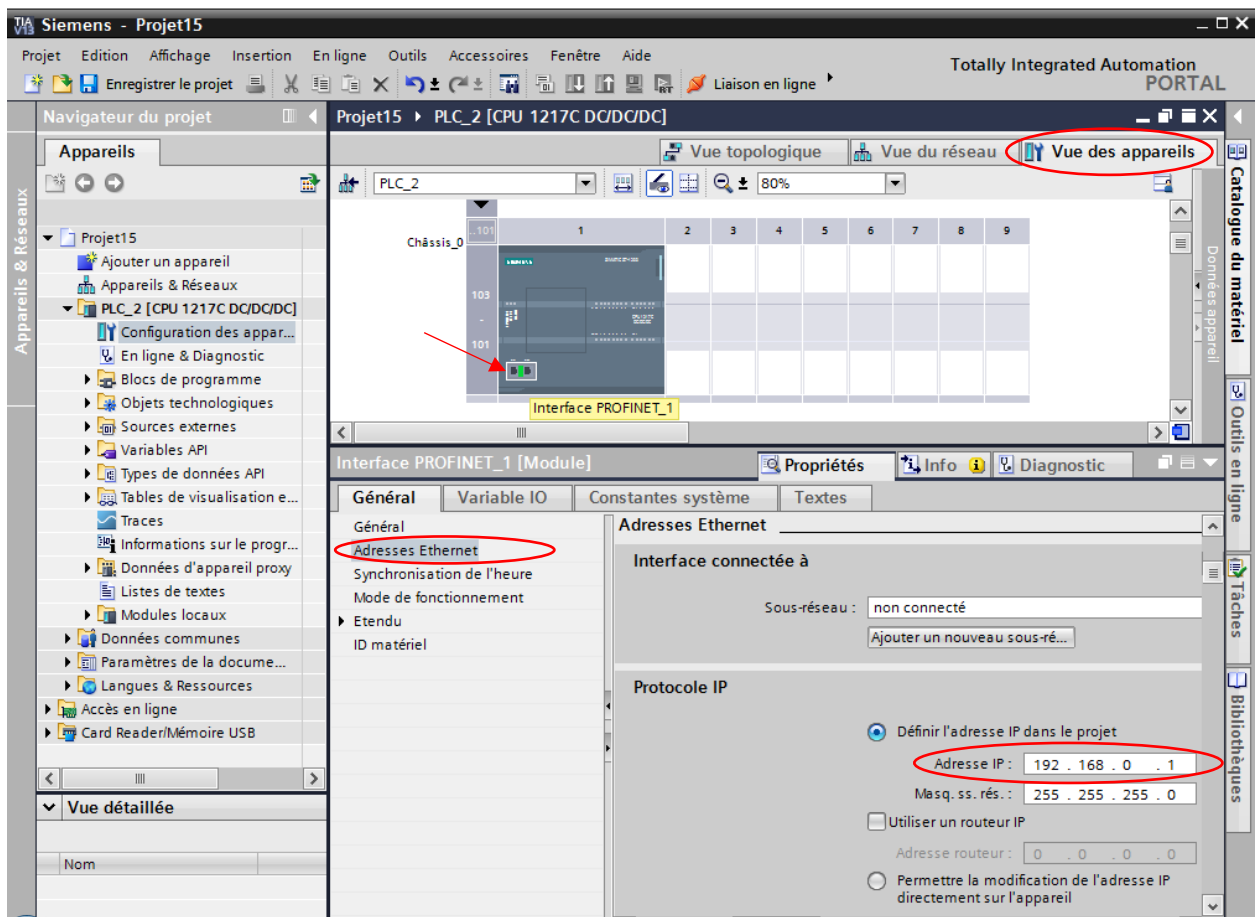 TIA V13 Siemens - Projet15
Projet Edition Affichage Insertion En ligne Outils Accessoires Fenêtre Aide
Totally Integrated Automation
PORTAL
Enregistrer le projet
Liaison en ligne
Navigateur du projet
Projet15 PLC_2 [CPU 1217C DC/DC/DC]
Appareils
Vue topologique
Vue du réseau
Vue des appareils
PLC_2
80%
Appareils & Réseaux
Projet15
Ajouter un appareil
Appareils & Réseaux
PLC_2 [CPU 1217C DC/DC/DC]
Configuration des appar...
En ligne & Diagnostic
Blocs de programme
Objets technologiques
Sources externes
Variables API
Types de données API
Tables de visualisation e...
Traces
Informations sur le progr...
Données d'appareil proxy
Listes de textes
Modules locaux
Données communes
Paramètres de la docume...
Langues & Ressources
Accès en ligne
Card Reader/Mémoire USB
Vue détaillée
Nom
Châssis_0
...101 1 2 3 4 5 6 7 8 9
SIEMENS
103
-
101
Interface PROFINET_1
Données appareil
Interface PROFINET_1 [Module]
Propriétés
Info
Diagnostic
Général
Variable IO
Constantes système
Textes
Général
Adresses Ethernet
Synchronisation de l'heure
Mode de fonctionnement
Etendu
ID matériel
Adresses Ethernet
Interface connectée à
Sous-réseau : non connecté
Ajouter un nouveau sous-ré...
Protocole IP
Définir l'adresse IP dans le projet
Adresse IP : 192 . 168 . 0 . 1
Masq. ss. rés. : 255 . 255 . 255 . 0
Utiliser un routeur IP
Adresse routeur : 0 . 0 . 0 . 0
Permettre la modification de l'adresse IP
directement sur l'appareil
Catalogue du matériel
Outils en ligne
Tâches
Bibliothèques